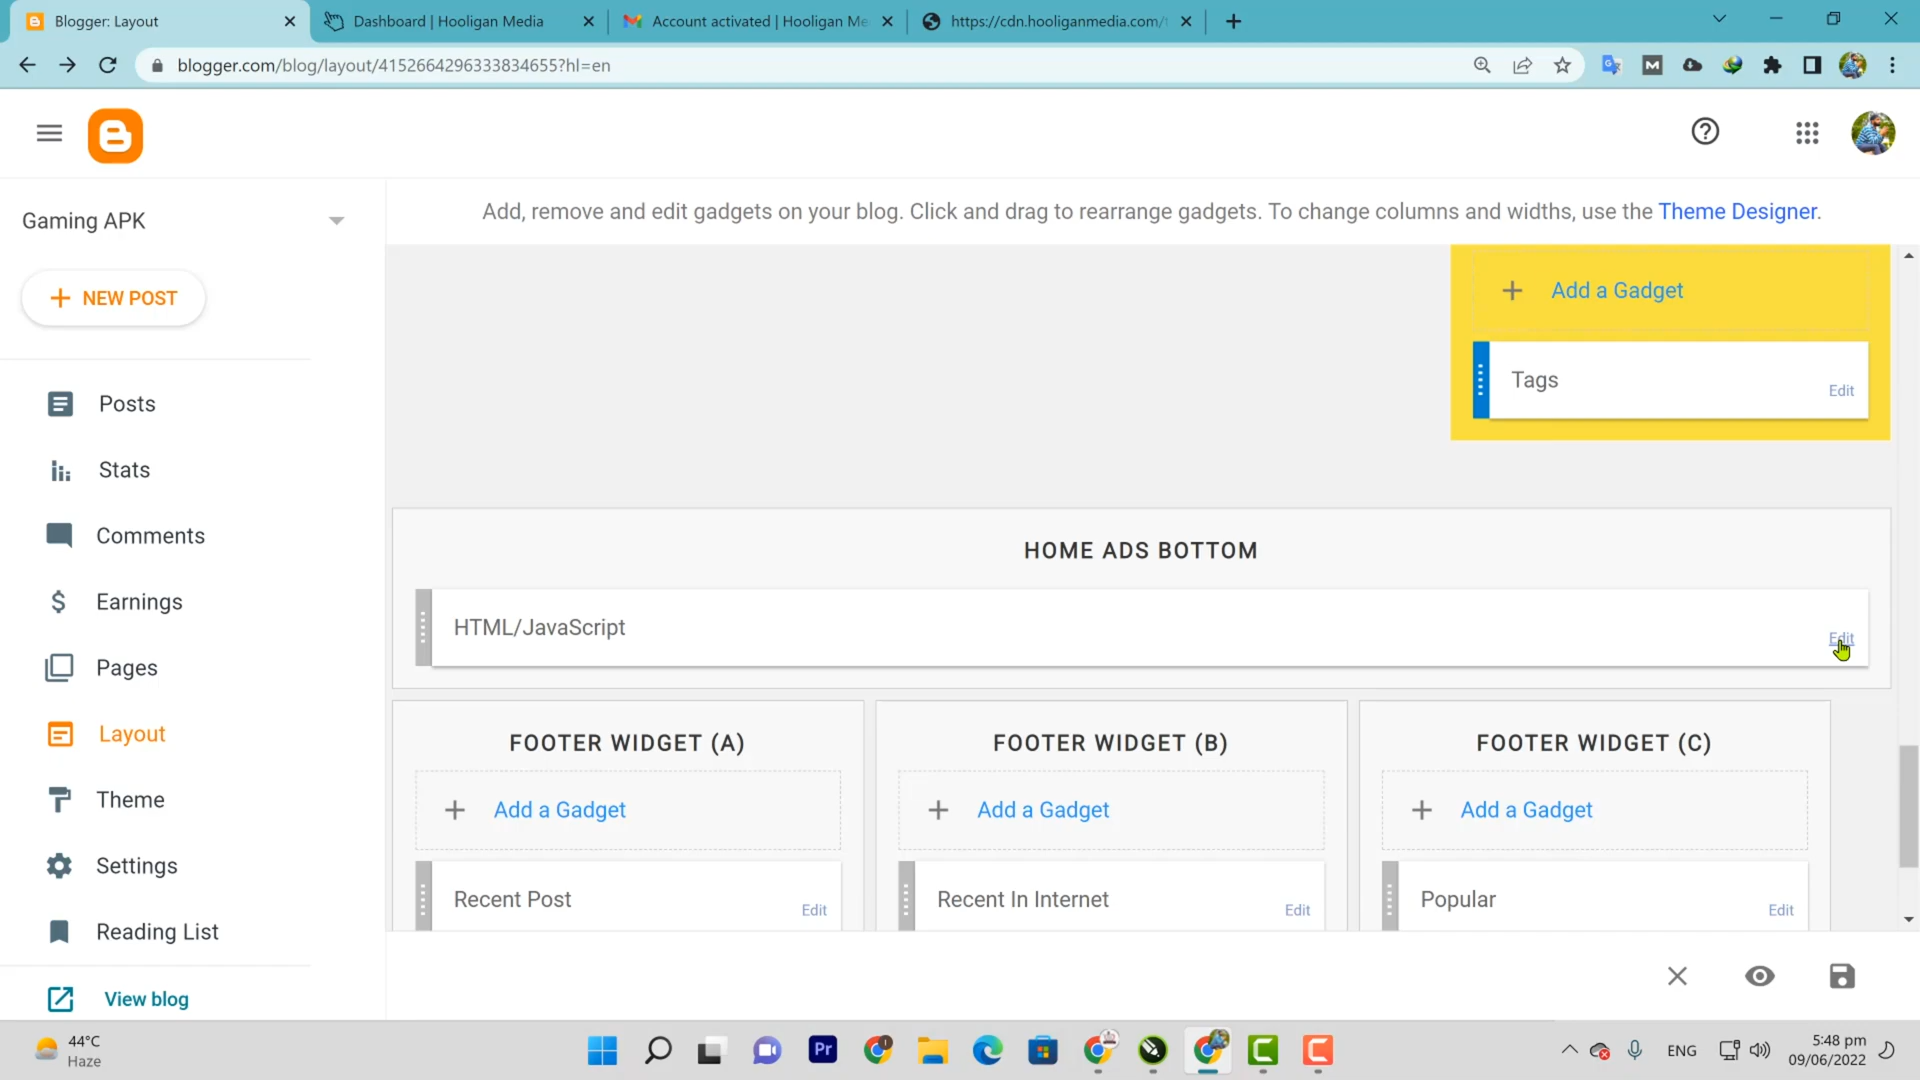 Blogger: Layout
Dashboard | Hooligan Media
Account activated | Hooligan Me
https://cdn.hooliganmedia.com/
blogger.com/blog/layout/4152664296333834655?hl=en
Gaming APK
Add, remove and edit gadgets on your blog. Click and drag to rearrange gadgets. To change columns and widths, use the Theme Designer.
NEW POST
Posts
Stats
Comments
Earnings
Pages
Layout
Theme
Settings
Reading List
View blog
Add a Gadget
Tags
Edit
HOME ADS BOTTOM
HTML/JavaScript
Edit
FOOTER WIDGET (A)
Add a Gadget
Recent Post
Edit
FOOTER WIDGET (B)
Add a Gadget
Recent In Internet
Edit
FOOTER WIDGET (C)
Add a Gadget
Popular
Edit
44°C
Haze
Pr
ENG
5:48 pm
09/06/2022